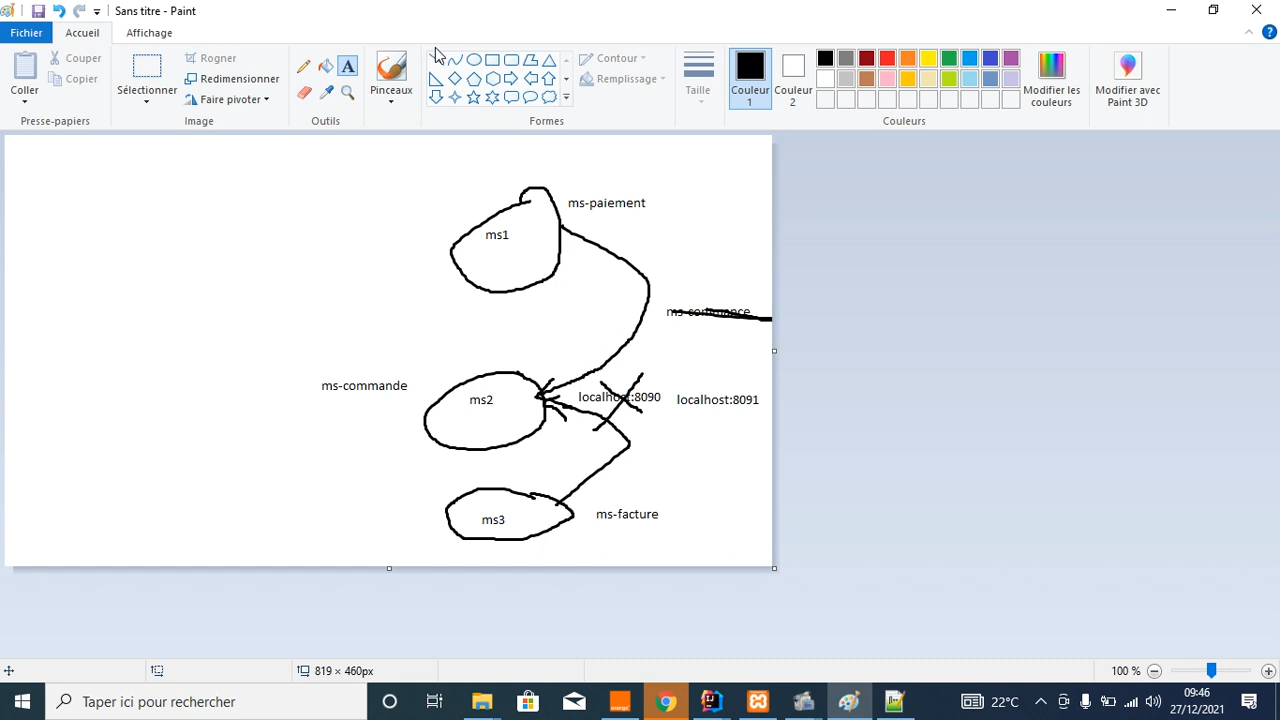 Sans titre - Paint
Fichier
Accueil
Affichage
Coller
Couper
Copier
Presse-papiers
Sélectionner
Rogner
Redimensionner
Faire pivoter
Image
A
Outils
Pinceaux
Contour
Remplissage
Formes
Taille
Couleur 1
Couleur 2
Modifier les couleurs
Couleurs
Modifier avec Paint 3D
ms-paiement
ms1
ms-commance
ms-commande
ms2
localhost:8090
localhost:8091
ms3
ms-facture
819 × 460px
100 %
Taper ici pour rechercher
22°C
09:46
27/12/2021